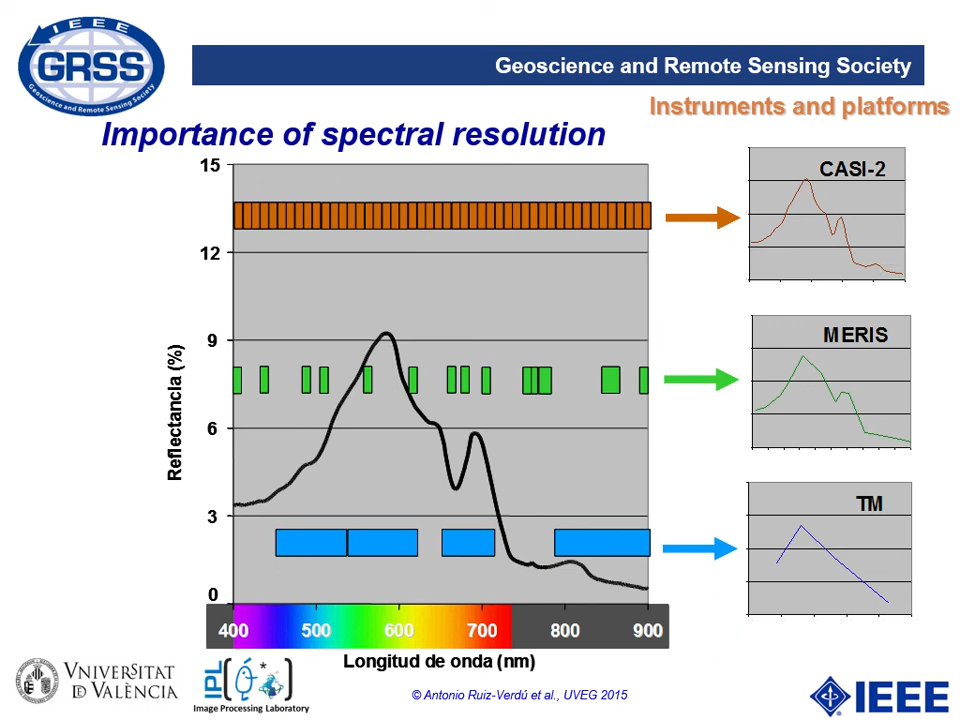 IEEE
GRSS
Geoscience and Remote Sensing Society
Geoscience and Remote Sensing Society
Instruments and platforms
Importance of spectral resolution
15
12
9
6
3
0
Reflectancia (%)
400 500 600 700 800 900
Longitud de onda (nm)
CASI-2
MERIS
TM
VNIVERSITAT
DE VALÈNCIA
IPL
Image Processing Laboratory
© Antonio Ruiz-Verdú et al., UVEG 2015
IEEE